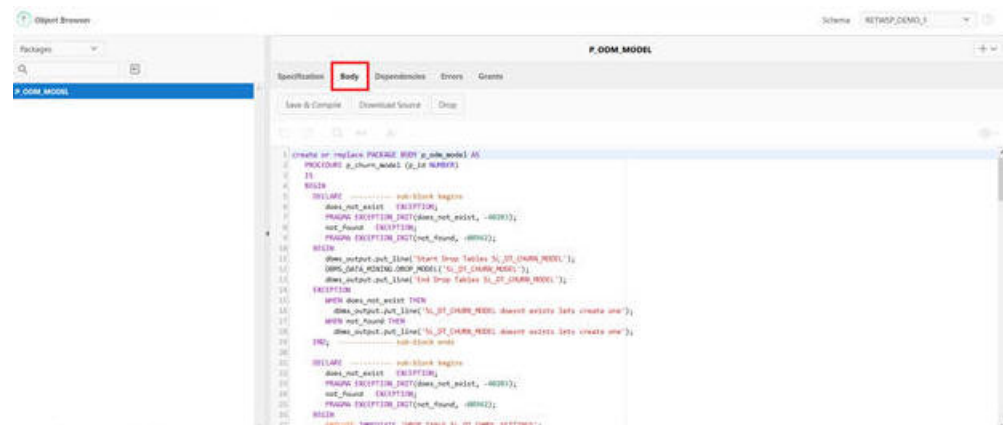 Object Browser
Schema RETWSP_DEMO_1
Packages
P_ODM_MODEL
P_ODM_MODEL
Specification Body Dependencies Errors Grants
Save & Compile Download Source Drop
1 create or replace PACKAGE BODY p_odm_model AS
2 PROCEDURE p_churn_model (p_id NUMBER)
3 IS
4 BEGIN
5 DECLARE ---------- sub-block begins
6 does_not_exist EXCEPTION;
7 PRAGMA EXCEPTION_INIT(does_not_exist, -40203);
8 not_found EXCEPTION;
9 PRAGMA EXCEPTION_INIT(not_found, -00942);
10 BEGIN
11 dbms_output.put_line('Start Drop Tables SL_DT_CHURN_MODEL');
12 DBMS_DATA_MINING.DROP_MODEL('SL_DT_CHURN_MODEL');
13 dbms_output.put_line('End Drop Tables SL_DT_CHURN_MODEL');
14 EXCEPTION
15 WHEN does_not_exist THEN
16 dbms_output.put_line('SL_DT_CHURN_MODEL doesnt exists lets create one');
17 WHEN not_found THEN
18 dbms_output.put_line('SL_DT_CHURN_MODEL doesnt exists lets create one');
19 END; ------------- sub-block ends
20
21
22 DECLARE ---------- sub-block begins
23 does_not_exist EXCEPTION;
PRAGMA EXCEPTION_INIT(does_not_exist, -40203);
not_found EXCEPTION;
PRAGMA EXCEPTION_INIT(not_found, -00942);
BEGIN